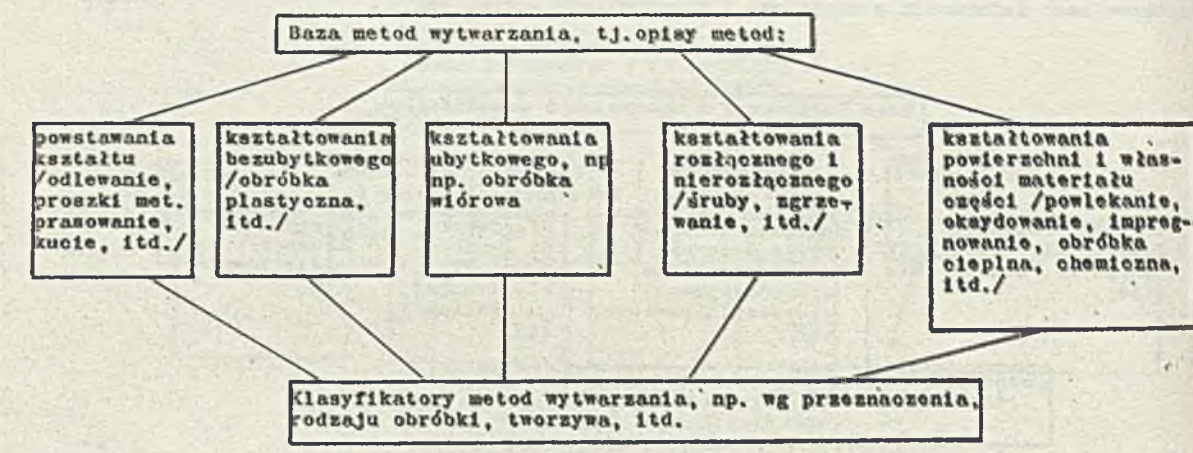 Baza metod wytwarzania, tj.opisy metod:
powstawania
kształtu
/odlewanie,
proszki met.
prasowanie,
kucie, itd./
kształtowania
bezubytkowego
/obróbka
plastyczna,
itd./
kształtowania
ubytkowego, np
np. obróbka
wiórowa
kształtowania
rozłącznego i
nierozłącznego
/śruby, zgrze-
wanie, itd./
kształtowania
powierzchni i włas-
ności materiału
części /powlekanie,
oksydowanie, impreg-
nowanie, obróbka
cieplna, chemiczna,
itd./
Klasyfikatory metod wytwarzania, np. wg przeznaczenia,
rodzaju obróbki, tworzywa, itd.